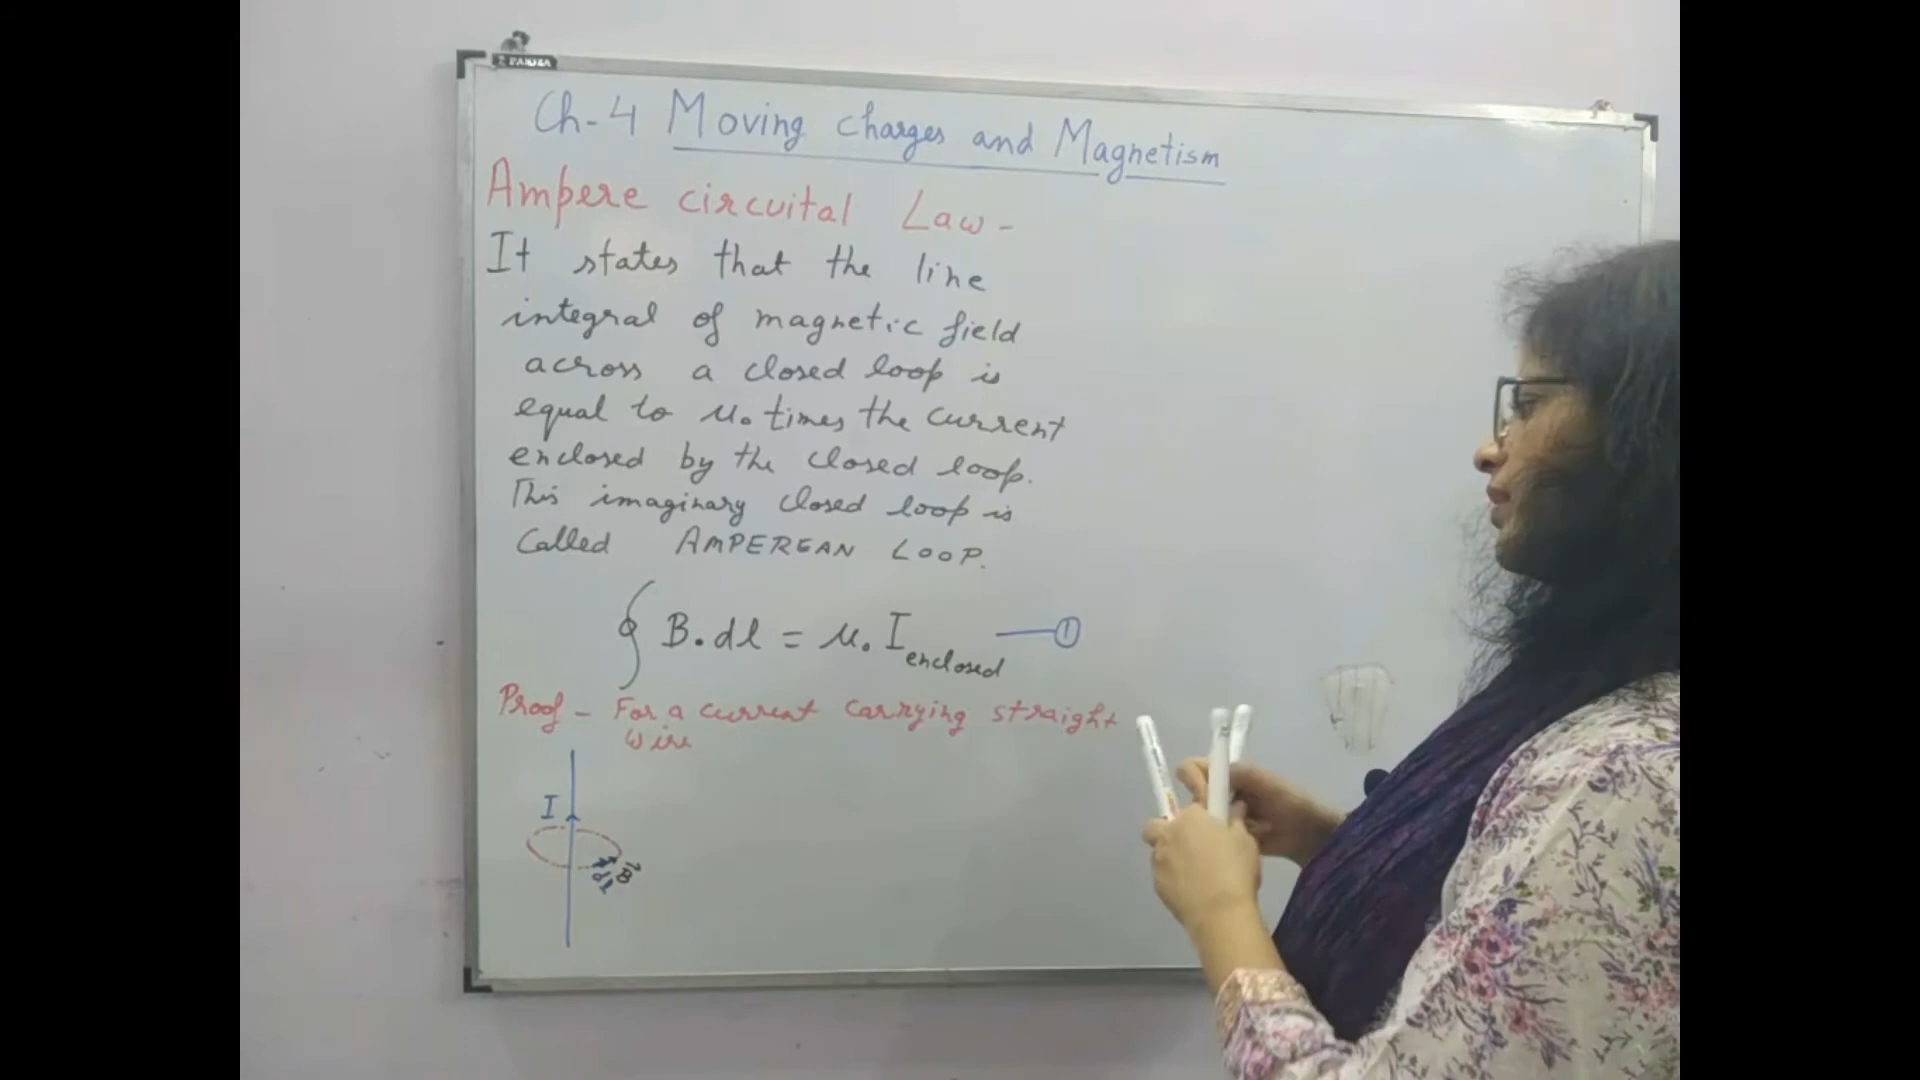 Ch-4 Moving charges and Magnetism
Ampere circuital Law-
It states that the line
integral of magnetic field
across a closed loop is
equal to μ₀ times the current
enclosed by the closed loop.
This imaginary closed loop is
called AMPEREAN LOOP.
∮ B.dl = μ₀ I enclosed —①
Proof - For a current carrying straight
wire
I
dl B